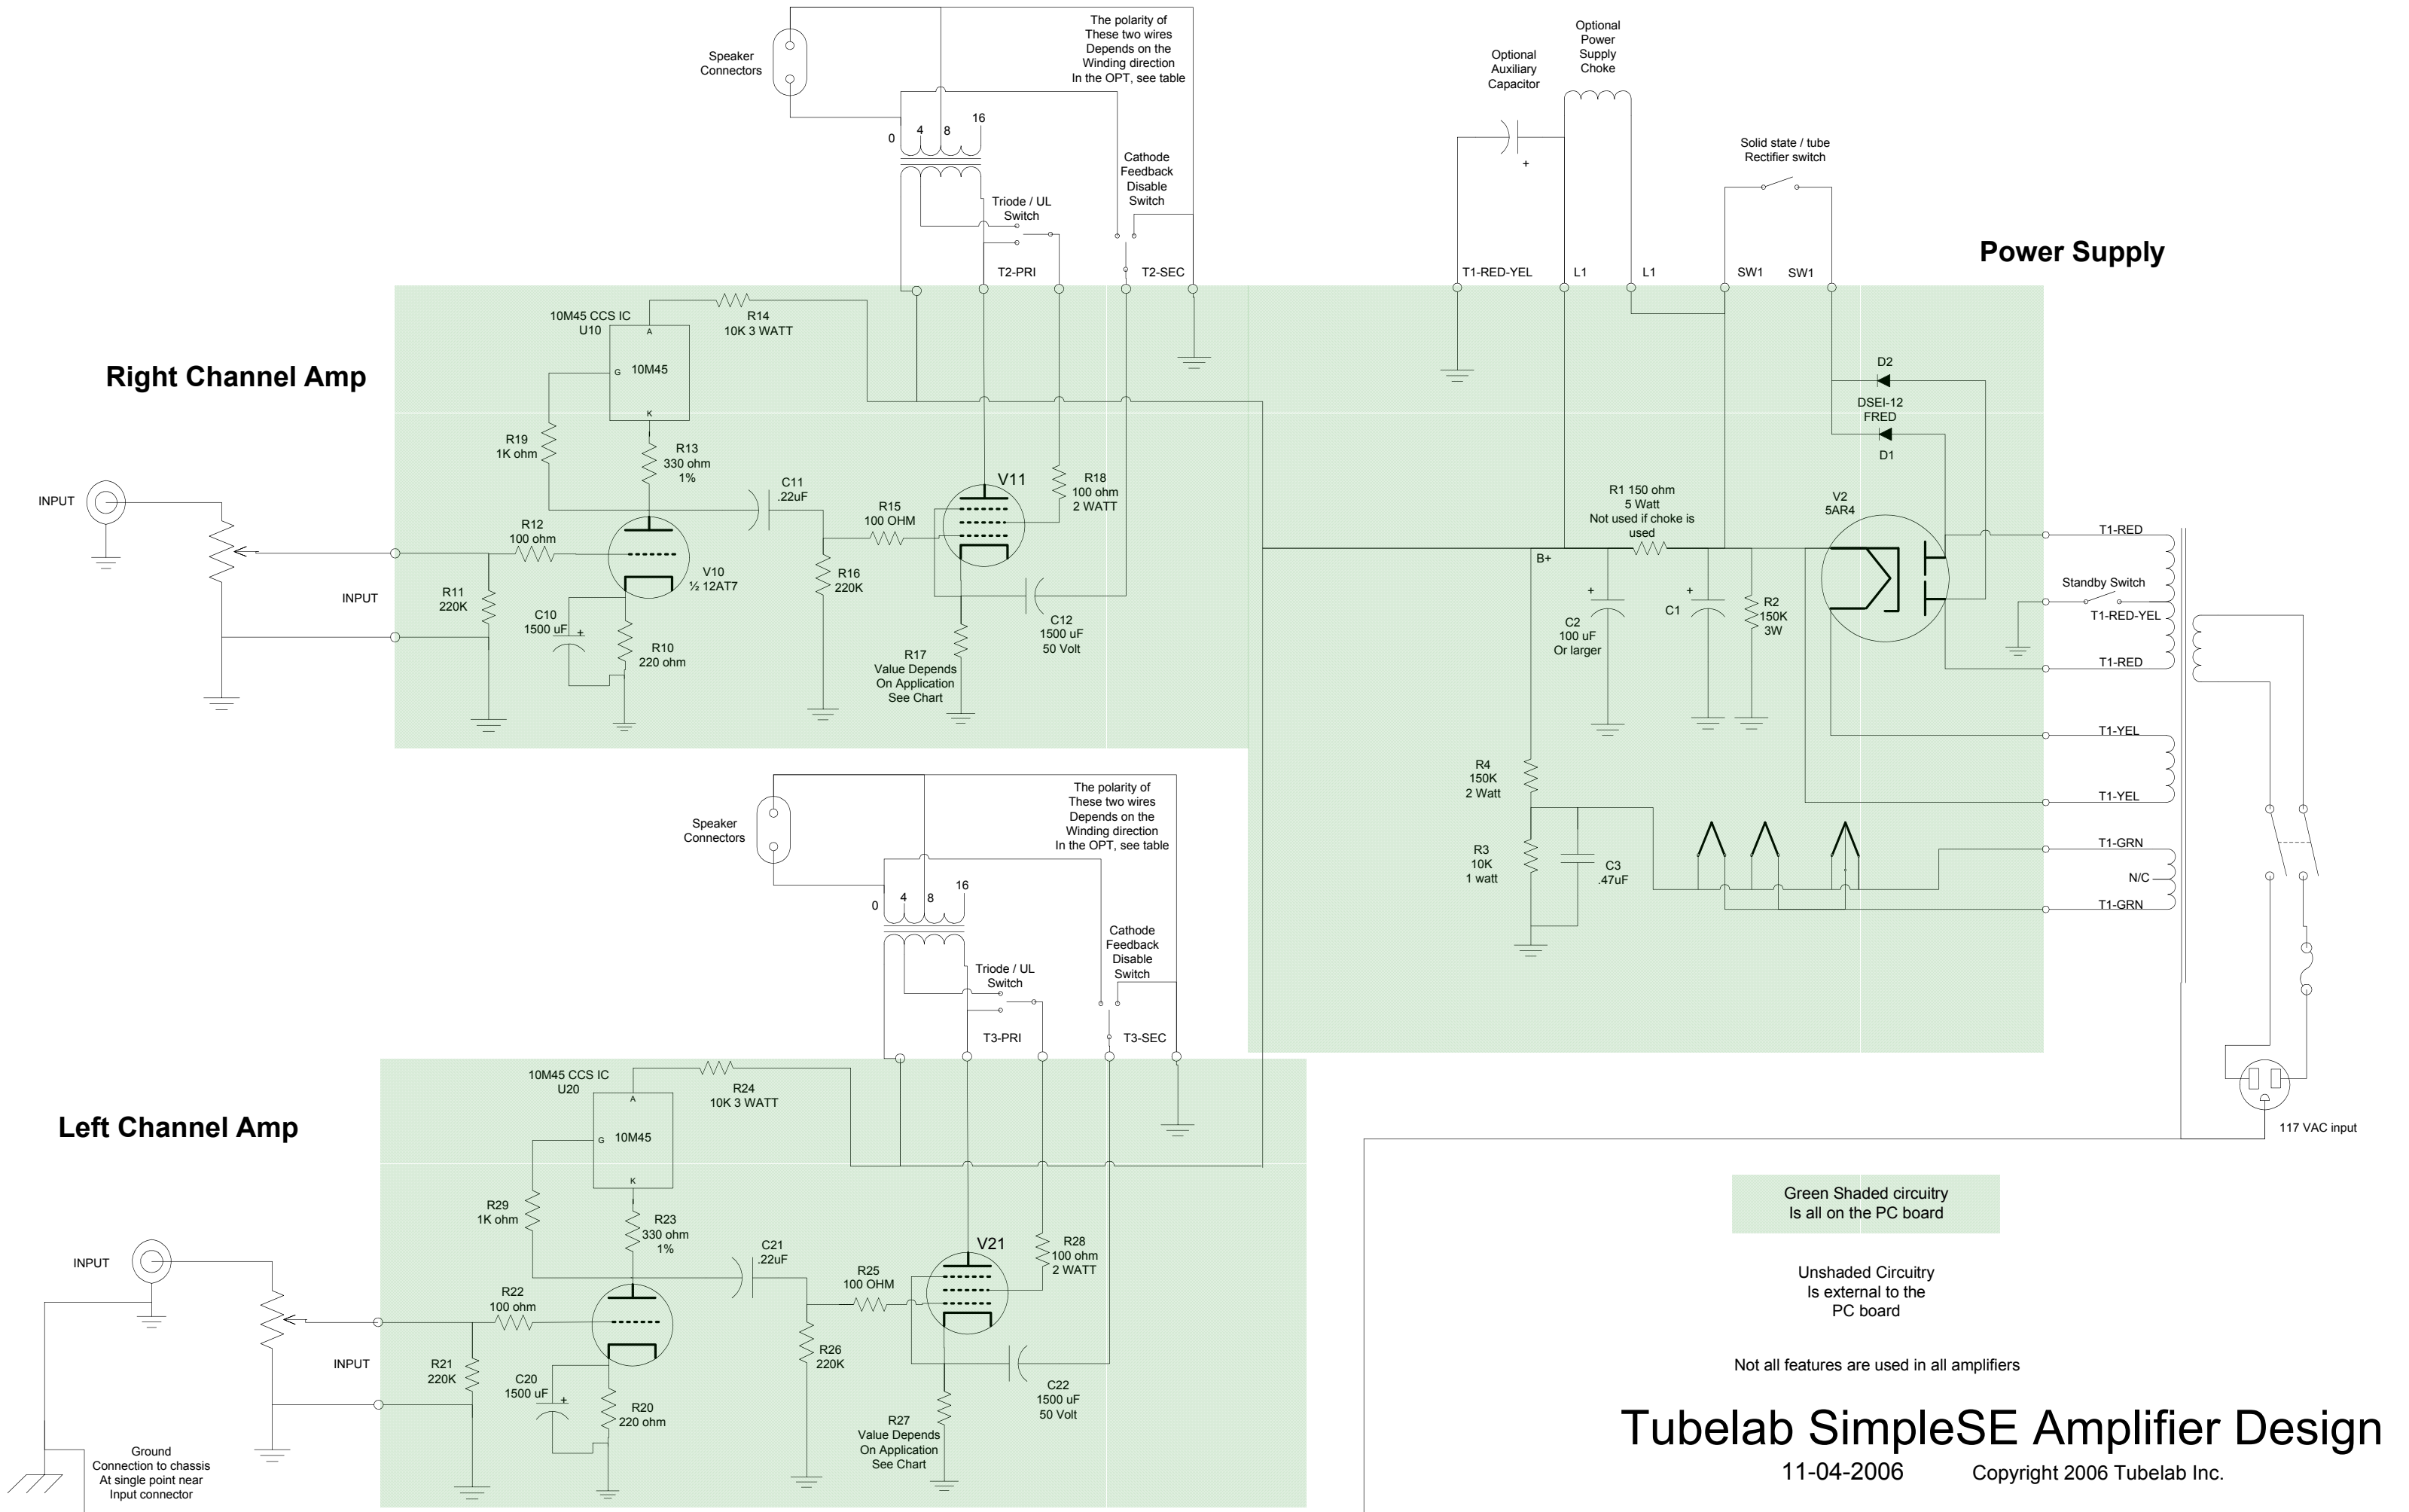 Speaker
Connectors
The polarity of
These two wires
Depends on the
Winding direction
In the OPT, see table
0
4
8
16
Triode / UL
Switch
Cathode
Feedback
Disable
Switch
T2-PRI
T2-SEC
Optional
Auxiliary
Capacitor
+
Optional
Power
Supply
Choke
Solid state / tube
Rectifier switch
T1-RED-YEL
L1
L1
SW1
SW1
Power Supply
Right Channel Amp
10M45 CCS IC
U10
A
G
10M45
K
R14
10K 3 WATT
R19
1K ohm
R13
330 ohm
1%
C11
.22uF
R15
100 OHM
V11
R18
100 ohm
2 WATT
INPUT
R12
100 ohm
V10
½ 12AT7
INPUT
R11
220K
C10
1500 uF
+
R10
220 ohm
R16
220K
R17
Value Depends
On Application
See Chart
C12
1500 uF
50 Volt
D2
DSEI-12
FRED
D1
R1 150 ohm
5 Watt
Not used if choke is
used
V2
5AR4
B+
+
C2
100 uF
Or larger
+
C1
R2
150K
3W
T1-RED
Standby Switch
T1-RED-YEL
T1-RED
T1-YEL
T1-YEL
T1-GRN
N/C
T1-GRN
R4
150K
2 Watt
R3
10K
1 watt
C3
.47uF
117 VAC input
Speaker
Connectors
The polarity of
These two wires
Depends on the
Winding direction
In the OPT, see table
0
4
8
16
Triode / UL
Switch
Cathode
Feedback
Disable
Switch
T3-PRI
T3-SEC
Left Channel Amp
10M45 CCS IC
U20
A
G
10M45
K
R24
10K 3 WATT
R29
1K ohm
R23
330 ohm
1%
C21
.22uF
R25
100 OHM
V21
R28
100 ohm
2 WATT
INPUT
R22
100 ohm
INPUT
R21
220K
C20
1500 uF
+
R20
220 ohm
R26
220K
R27
Value Depends
On Application
See Chart
C22
1500 uF
50 Volt
Ground
Connection to chassis
At single point near
Input connector
Green Shaded circuitry
Is all on the PC board
Unshaded Circuitry
Is external to the
PC board
Not all features are used in all amplifiers
Tubelab SimpleSE Amplifier Design
11-04-2006 Copyright 2006 Tubelab Inc.